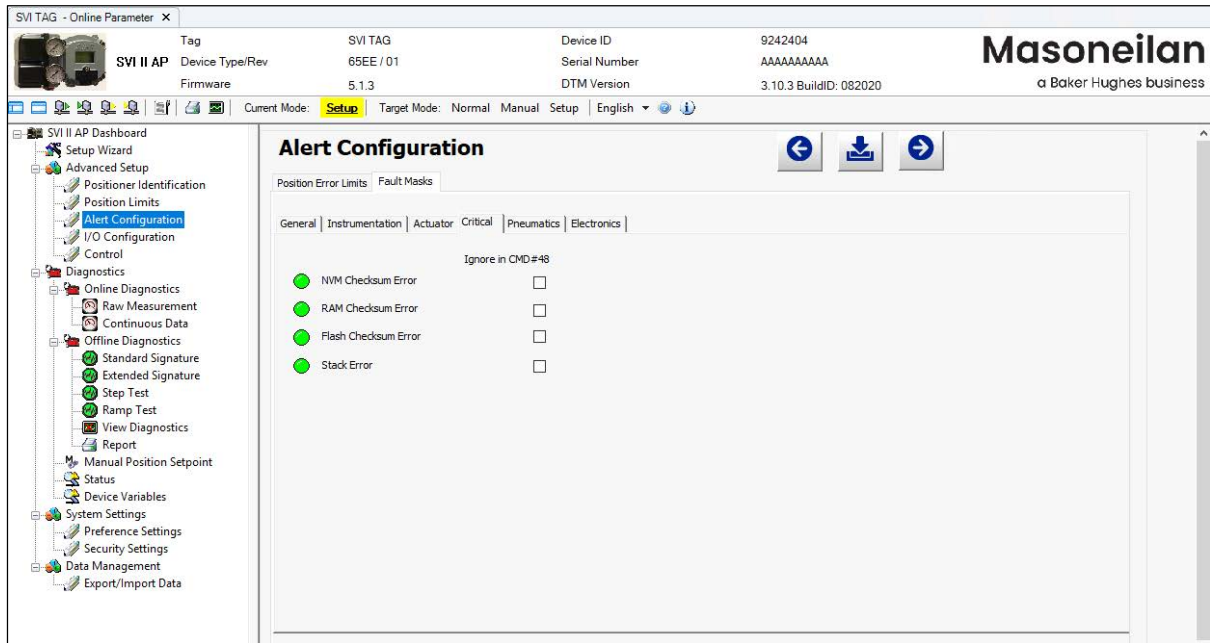 SVI TAG - Online Parameter X
SVI II AP
Tag SVI TAG Device ID 9242404
Device Type/Rev 65EE / 01 Serial Number AAAAAAAAAA
Firmware 5.1.3 DTM Version 3.10.3 BuildID: 082020
Masoneilan
a Baker Hughes business
Current Mode: Setup Target Mode: Normal Manual Setup English
SVI II AP Dashboard
Setup Wizard
Advanced Setup
Positioner Identification
Position Limits
Alert Configuration
I/O Configuration
Control
Diagnostics
Online Diagnostics
Raw Measurement
Continuous Data
Offline Diagnostics
Standard Signature
Extended Signature
Step Test
Ramp Test
View Diagnostics
Report
Manual Position Setpoint
Status
Device Variables
System Settings
Preference Settings
Security Settings
Data Management
Export/Import Data
Alert Configuration
Position Error Limits Fault Masks
General Instrumentation Actuator Critical Pneumatics Electronics
Ignore in CMD#48
NVM Checksum Error
RAM Checksum Error
Flash Checksum Error
Stack Error